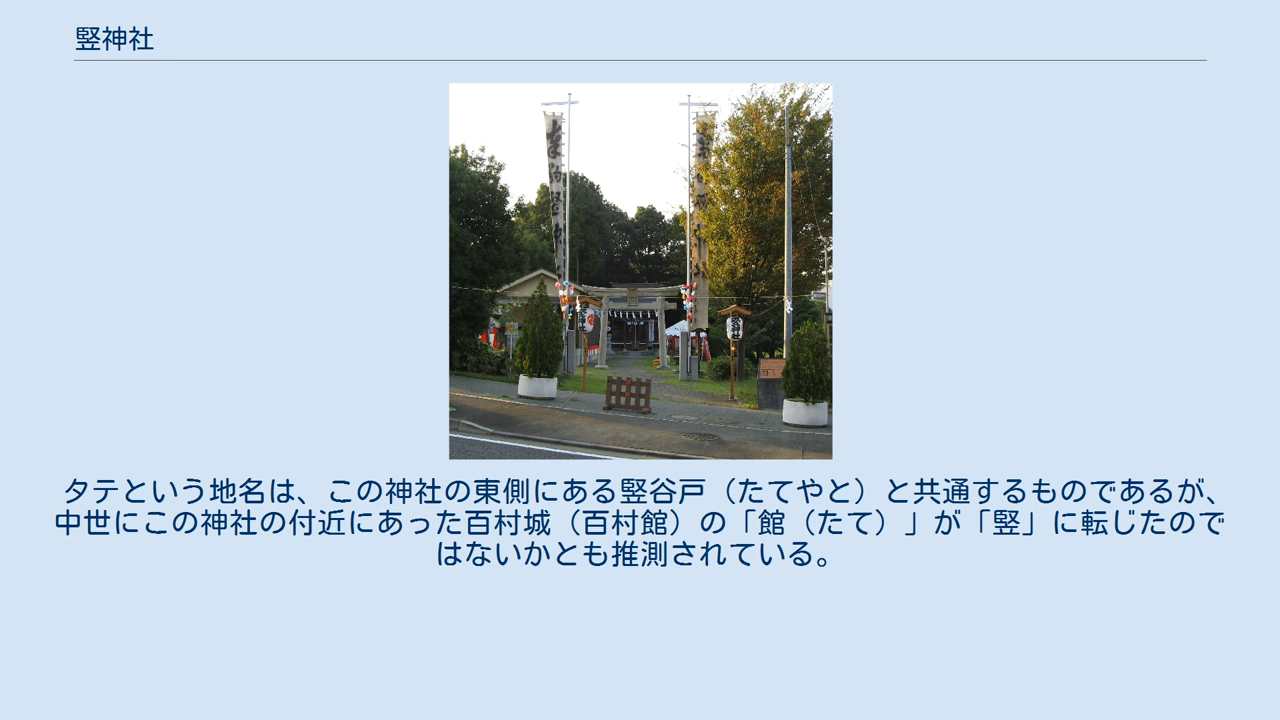 竪神社
タテという地名は、この神社の東側にある竪谷戸（たてやと）と共通するものであるが、
中世にこの神社の付近にあった百村城（百村館）の「館（たて）」が「竪」に転じたので
はないかとも推測されている。